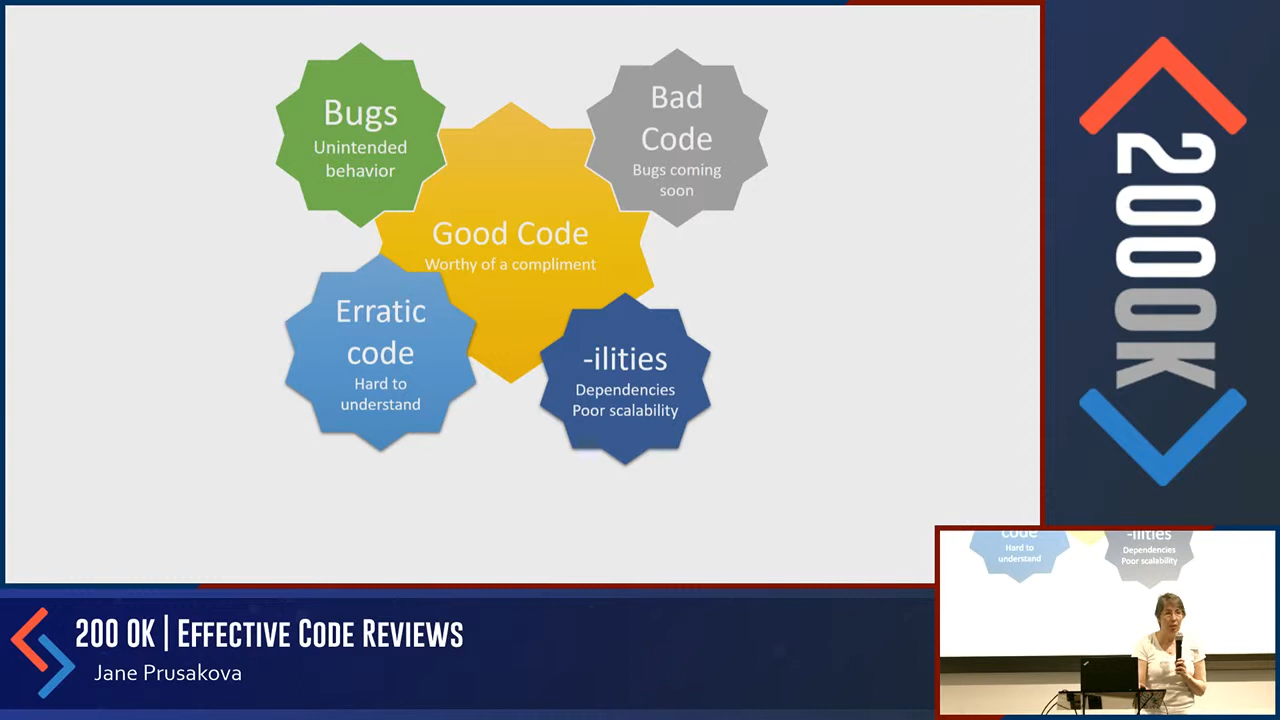 Bugs
Unintended
behavior
Bad
Code
Bugs coming
soon
Good Code
Worthy of a compliment
Erratic
code
Hard to
understand
-ilities
Dependencies
Poor scalability
200OK
code
Hard to
understand
-ilities
Dependencies
Poor scalability
200 OK | Effective Code Reviews
Jane Prusakova